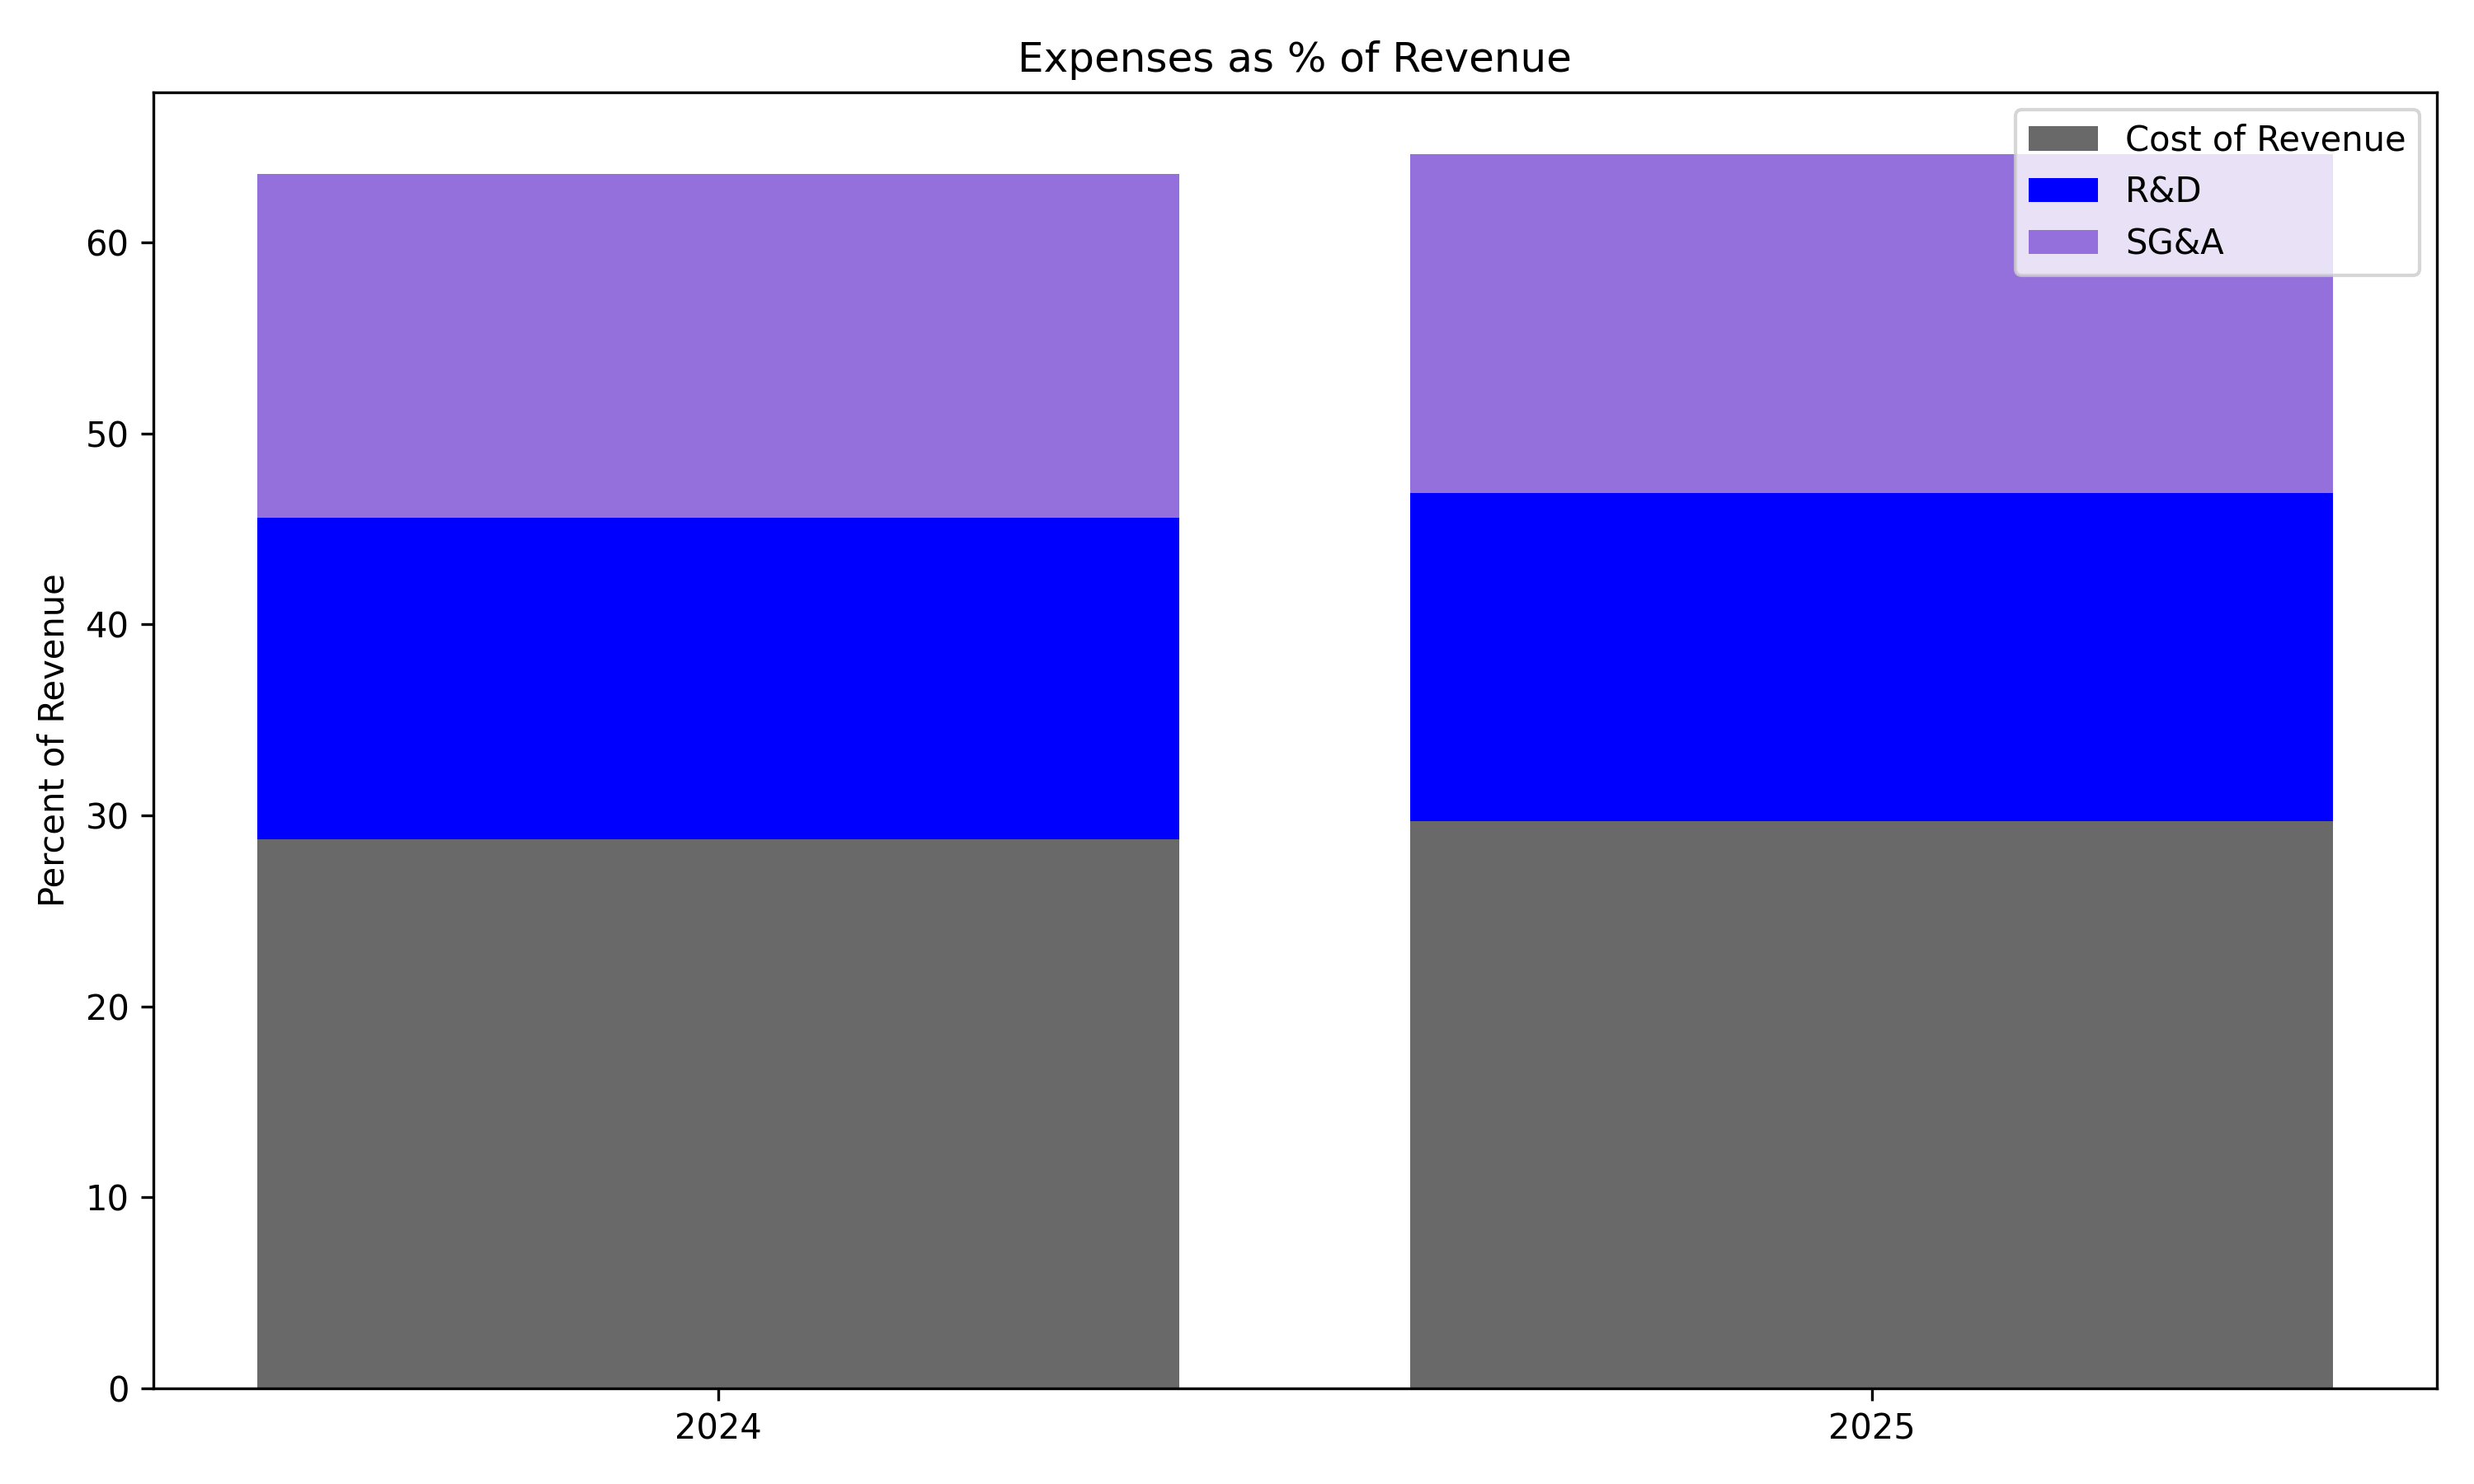 Expenses as % of Revenue
Percent of Revenue
60
50
40
30
20
10
0
2024
2025
Cost of Revenue
R&D
SG&A